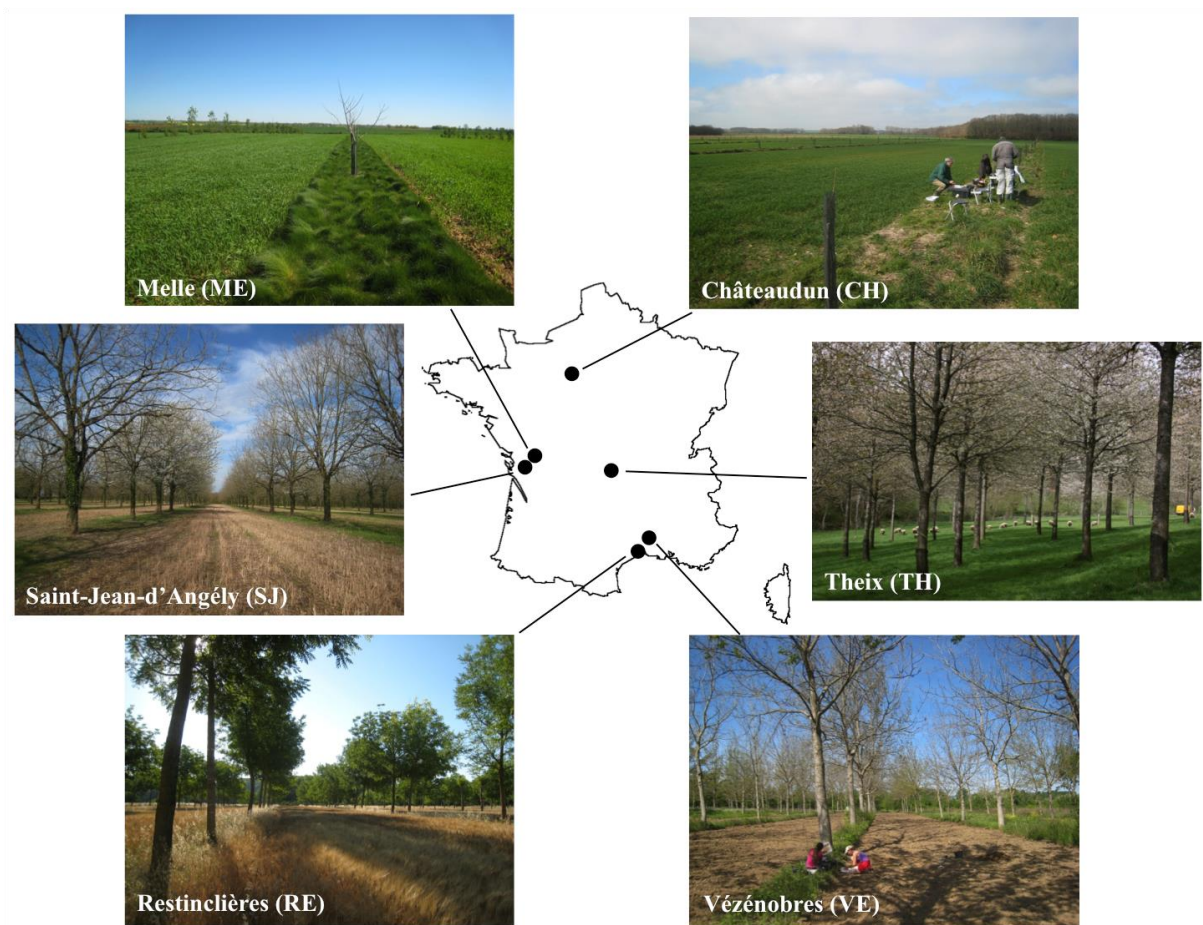 Melle (ME)
Châteaudun (CH)
Saint-Jean-d’Angély (SJ)
Theix (TH)
Restinclières (RE)
Vézénobres (VE)